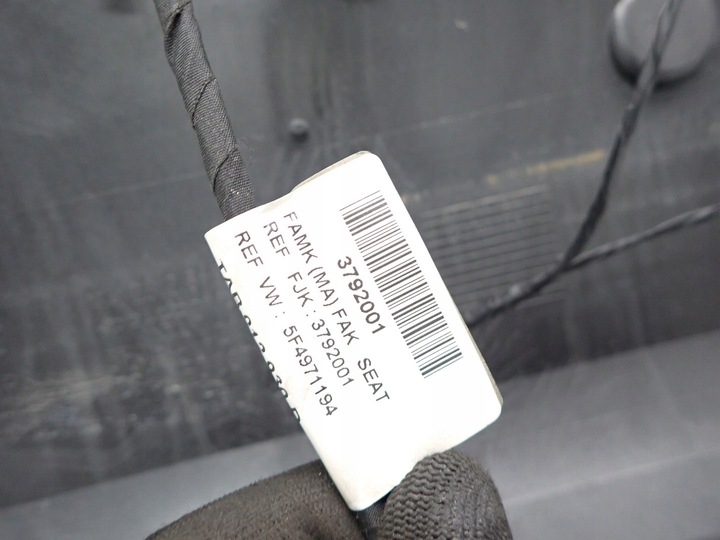 3792001
FAMK (MA) FAK SEAT
REF FJK : 3792001
REF VW : 5F4971194